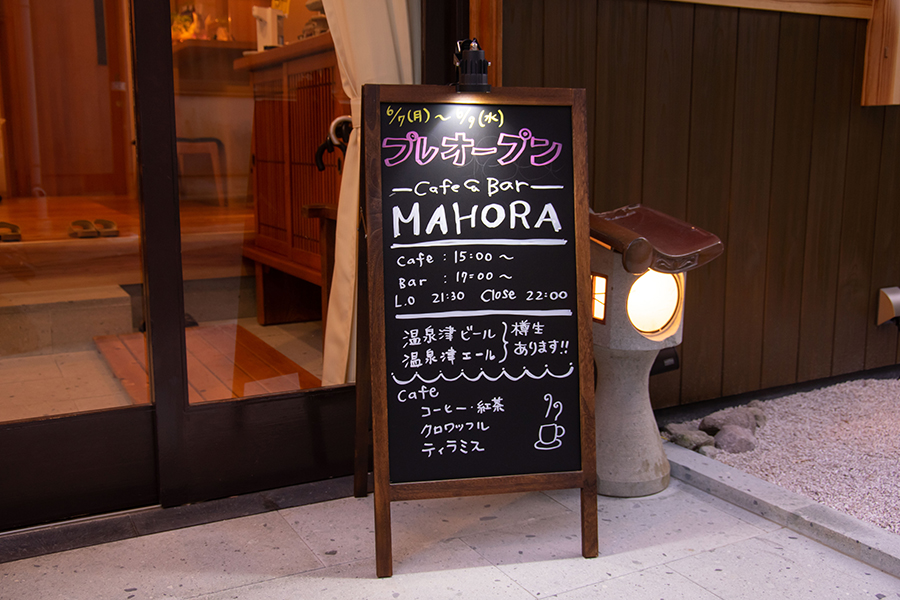 6/7(月)～6/9(水)
プレオープン
Cafe & Bar
MAHORA
Cafe : 15:00～
Bar : 17:00～
L.O 21:30 Close 22:00
温泉津ビール
温泉津エール
樽生
あります!!
Cafe
コーヒー・紅茶
クロワッフル
ティラミス